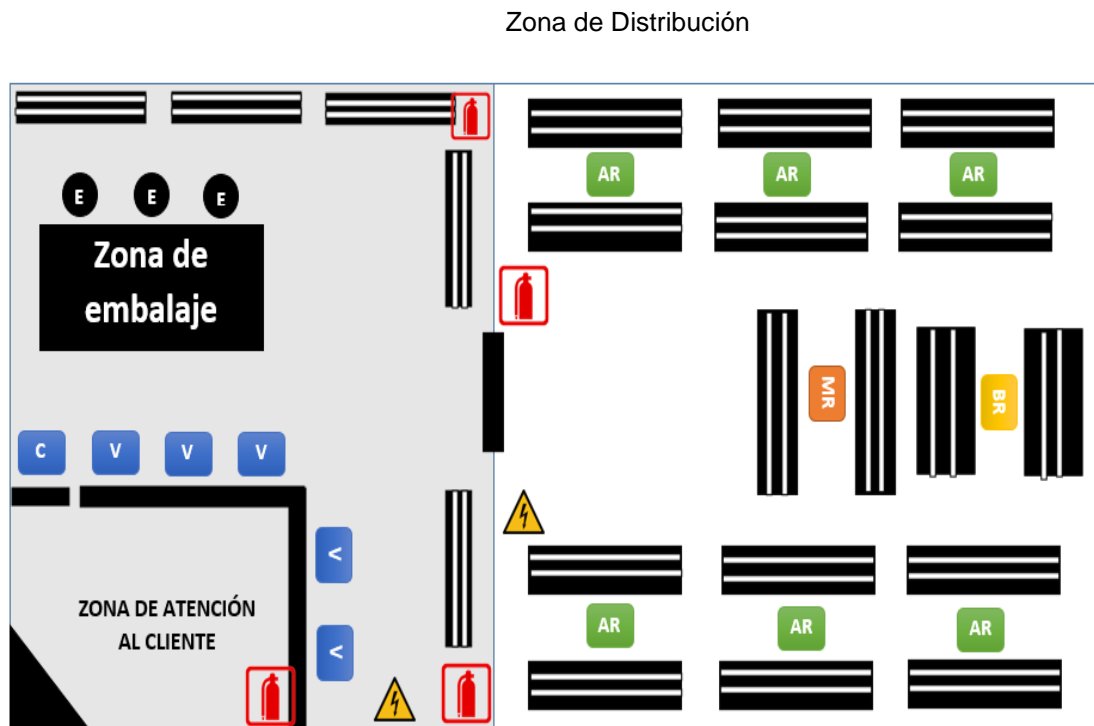 Zona de Distribución
AR AR AR
E E E
Zona de
embalaje
MR BR
C V V V
V
ZONA DE ATENCIÓN
AL CLIENTE
V
AR AR AR